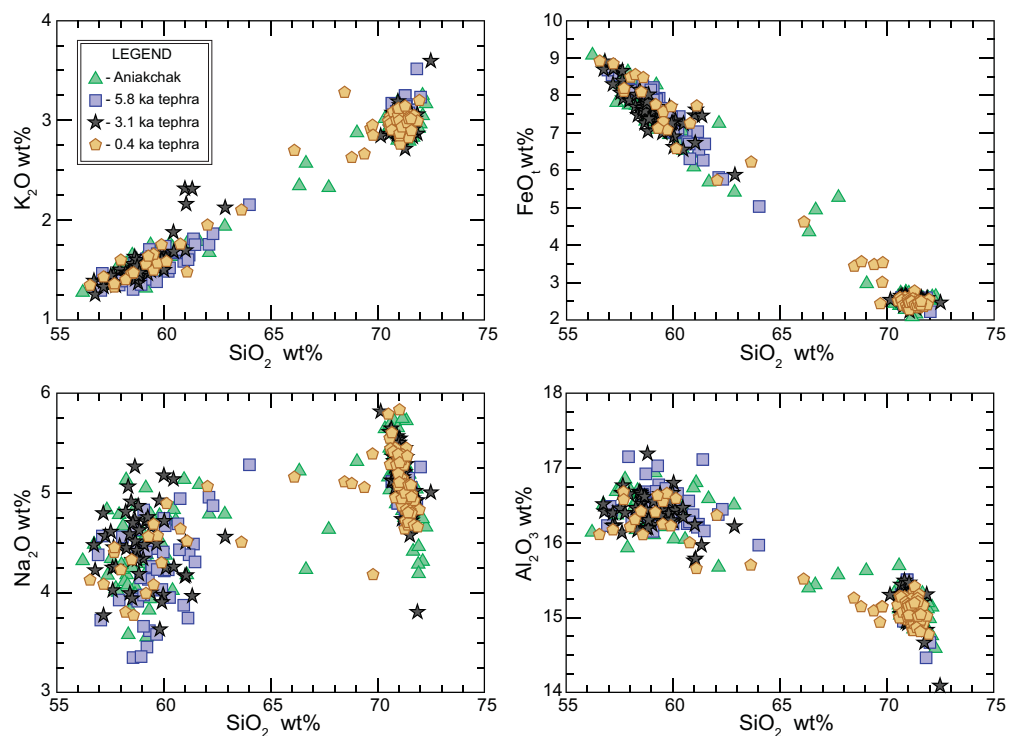 4
3
2
1
K₂O wt%
LEGEND
- Aniakchak
- 5.8 ka tephra
- 3.1 ka tephra
- 0.4 ka tephra
55 60 65 70 75
SiO₂ wt%
10
9
8
7
6
5
4
3
2
FeOₜ wt%
55 60 65 70 75
SiO₂ wt%
6
5
4
3
Na₂O wt%
55 60 65 70 75
SiO₂ wt%
18
17
16
15
14
Al₂O₃ wt%
55 60 65 70 75
SiO₂ wt%